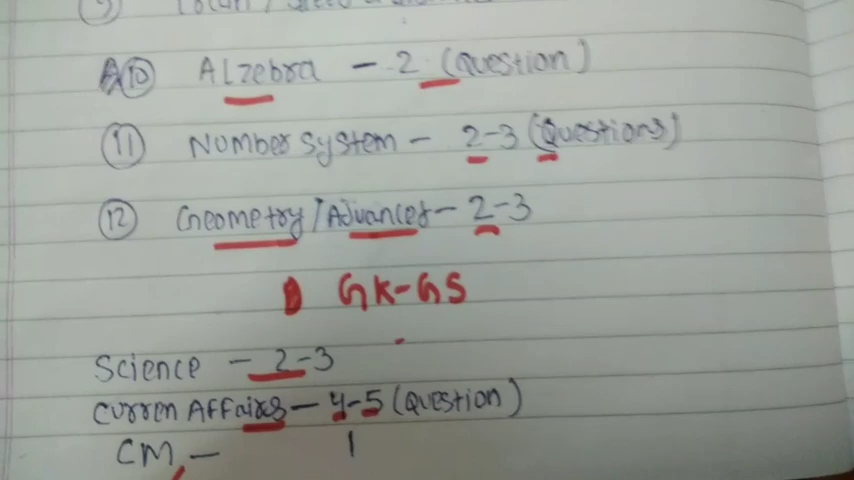 10 Alzebra - 2 (Question)
11 Number System - 2-3 (Questions)
12 Geometry/Advances - 2-3
GK-GS
Science - 2-3
Curren Affairs - 4-5 (Question)
CM, - 1